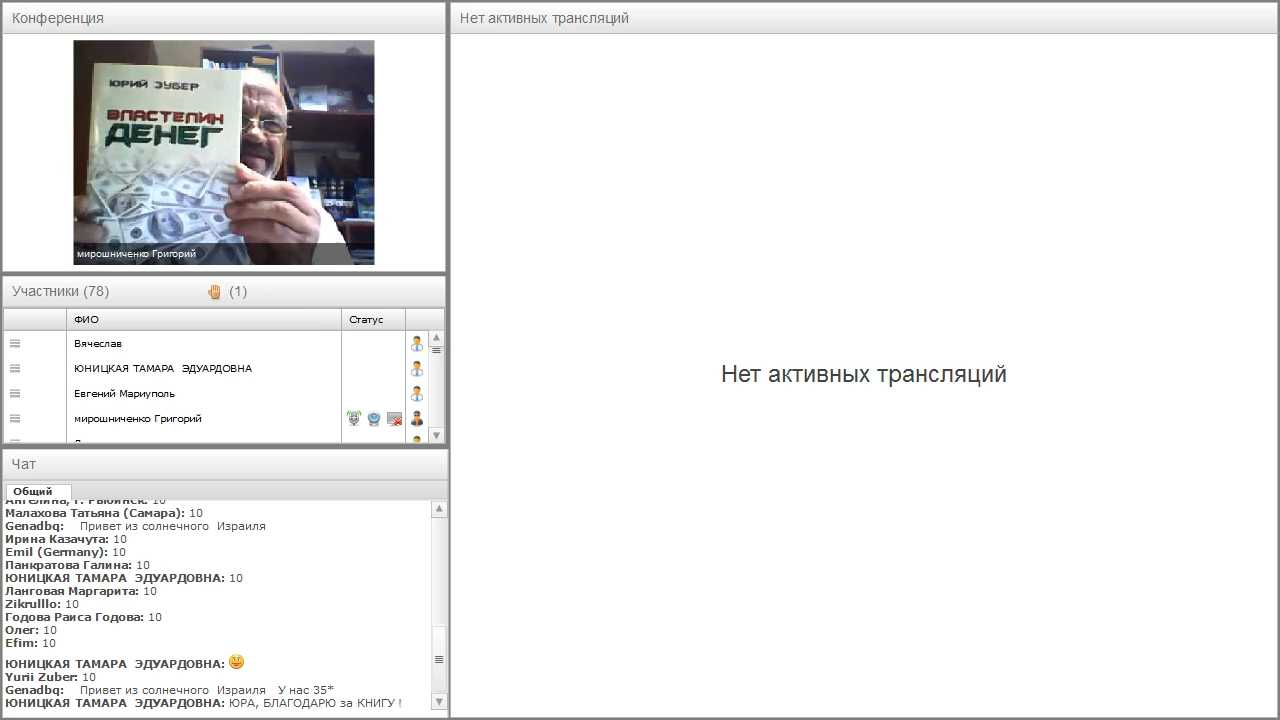 Конференция
ЮРИЙ ЗУБЕР
ВЛАСТЕЛИН
ДЕНЕГ
мирошниченко Григорий
Участники (78)
(1)
ФИО
Статус
Вячеслав
ЮНИЦКАЯ ТАМАРА ЭДУАРДОВНА
Евгений Мариуполь
мирошниченко Григорий
Чат
Общий
Ангелина, г. Рыбинск: 10
Малахова Татьяна (Самара): 10
Genadbq: Привет из солнечного Израиля
Ирина Казачута: 10
Emil (Germany): 10
Панкратова Галина: 10
ЮНИЦКАЯ ТАМАРА ЭДУАРДОВНА: 10
Ланговая Маргарита: 10
Zikrulllo: 10
Годова Раиса Годова: 10
Олег: 10
Efim: 10
ЮНИЦКАЯ ТАМАРА ЭДУАРДОВНА:
Yurii Zuber: 10
Genadbq: Привет из солнечного Израиля У нас 35*
ЮНИЦКАЯ ТАМАРА ЭДУАРДОВНА: ЮРА, БЛАГОДАРЮ за КНИГУ !
Нет активных трансляций
Нет активных трансляций